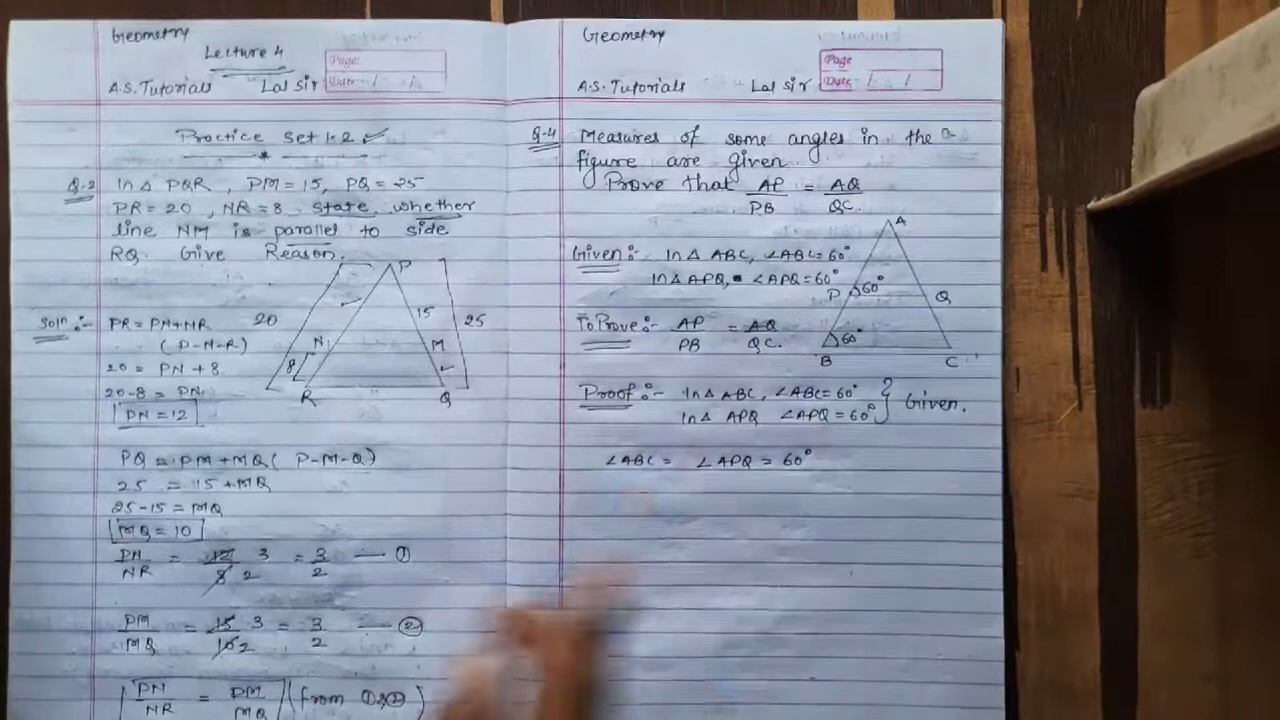 Geometry
Lecture 4
Page:
Date: / /
A.S. Tutorials Lal sir
Practice Set 1.2 ✓
Q-2 In Δ PQR, PM = 15, PQ = 25
PR = 20, NR = 8. state, whether
line NM is parallel to side
RQ. Give Reason.
P
20
15
25
N
M
8
R
Q
Soln:-
PR = PN+NR
(P-N-R)
20 = PN + 8
20-8 = PN
PN = 12
PQ = PM + MQ (P-M-Q)
25 = 15 + MQ
25-15 = MQ
MQ = 10
PN/NR = 12/8 3/2 = 3/2 — ①
PM/MQ = 15/10 3/2 = 3/2 — ②
PN/NR = PM/MQ (from ①&②)
Geometry
Page
Date: / /
A.S. Tutorials Lal sir
Q-4 Measures of some angles in the
figure are given.
Prove that AP/PB = AQ/QC.
Given:- In Δ ABC, ∠ABC = 60°
In Δ APQ, ∠APQ = 60°
A
P 60°
Q
60°
B
C
To Prove:- AP/PB = AQ/QC.
Proof:- In Δ ABC, ∠ABC = 60°
In Δ APQ ∠APQ = 60° } Given.
∠ABC = ∠APQ = 60°